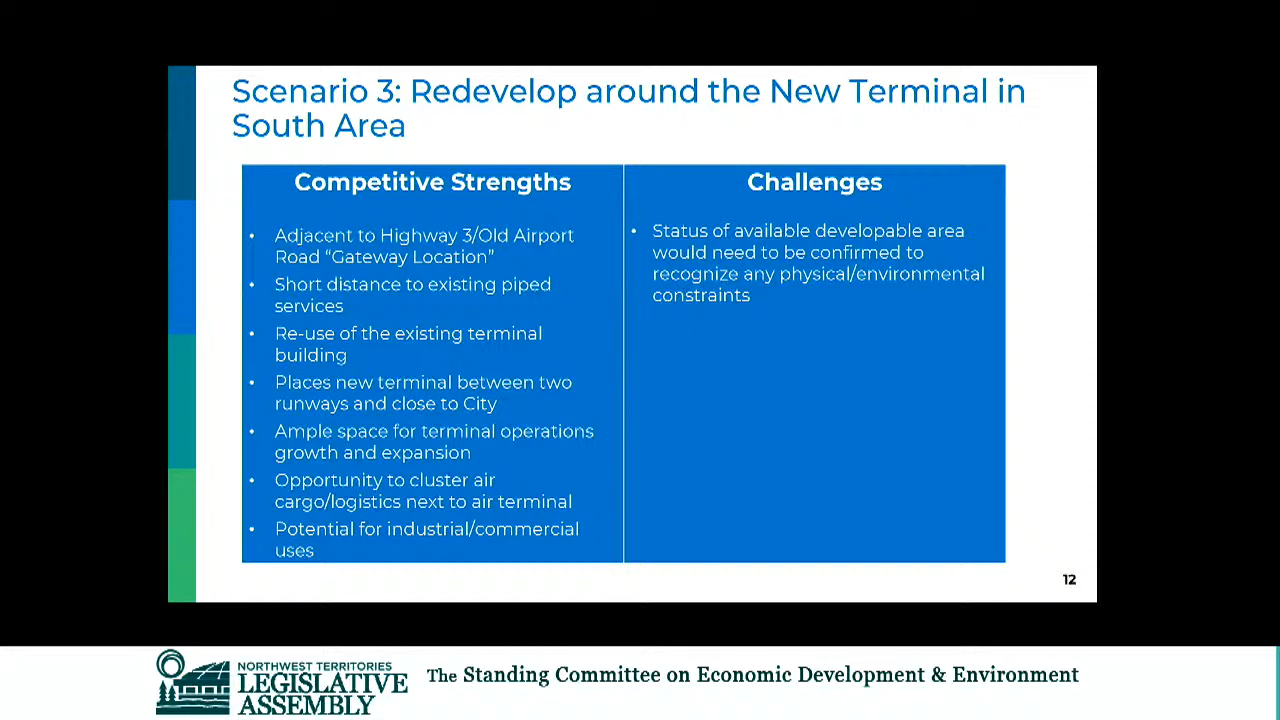 Scenario 3: Redevelop around the New Terminal in
South Area
Competitive Strengths
• Adjacent to Highway 3/Old Airport
Road “Gateway Location”
• Short distance to existing piped
services
• Re-use of the existing terminal
building
• Places new terminal between two
runways and close to City
• Ample space for terminal operations
growth and expansion
• Opportunity to cluster air
cargo/logistics next to air terminal
• Potential for industrial/commercial
uses
Challenges
• Status of available developable area
would need to be confirmed to
recognize any physical/environmental
constraints
12
NORTHWEST TERRITORIES
LEGISLATIVE
ASSEMBLY
The Standing Committee on Economic Development & Environment